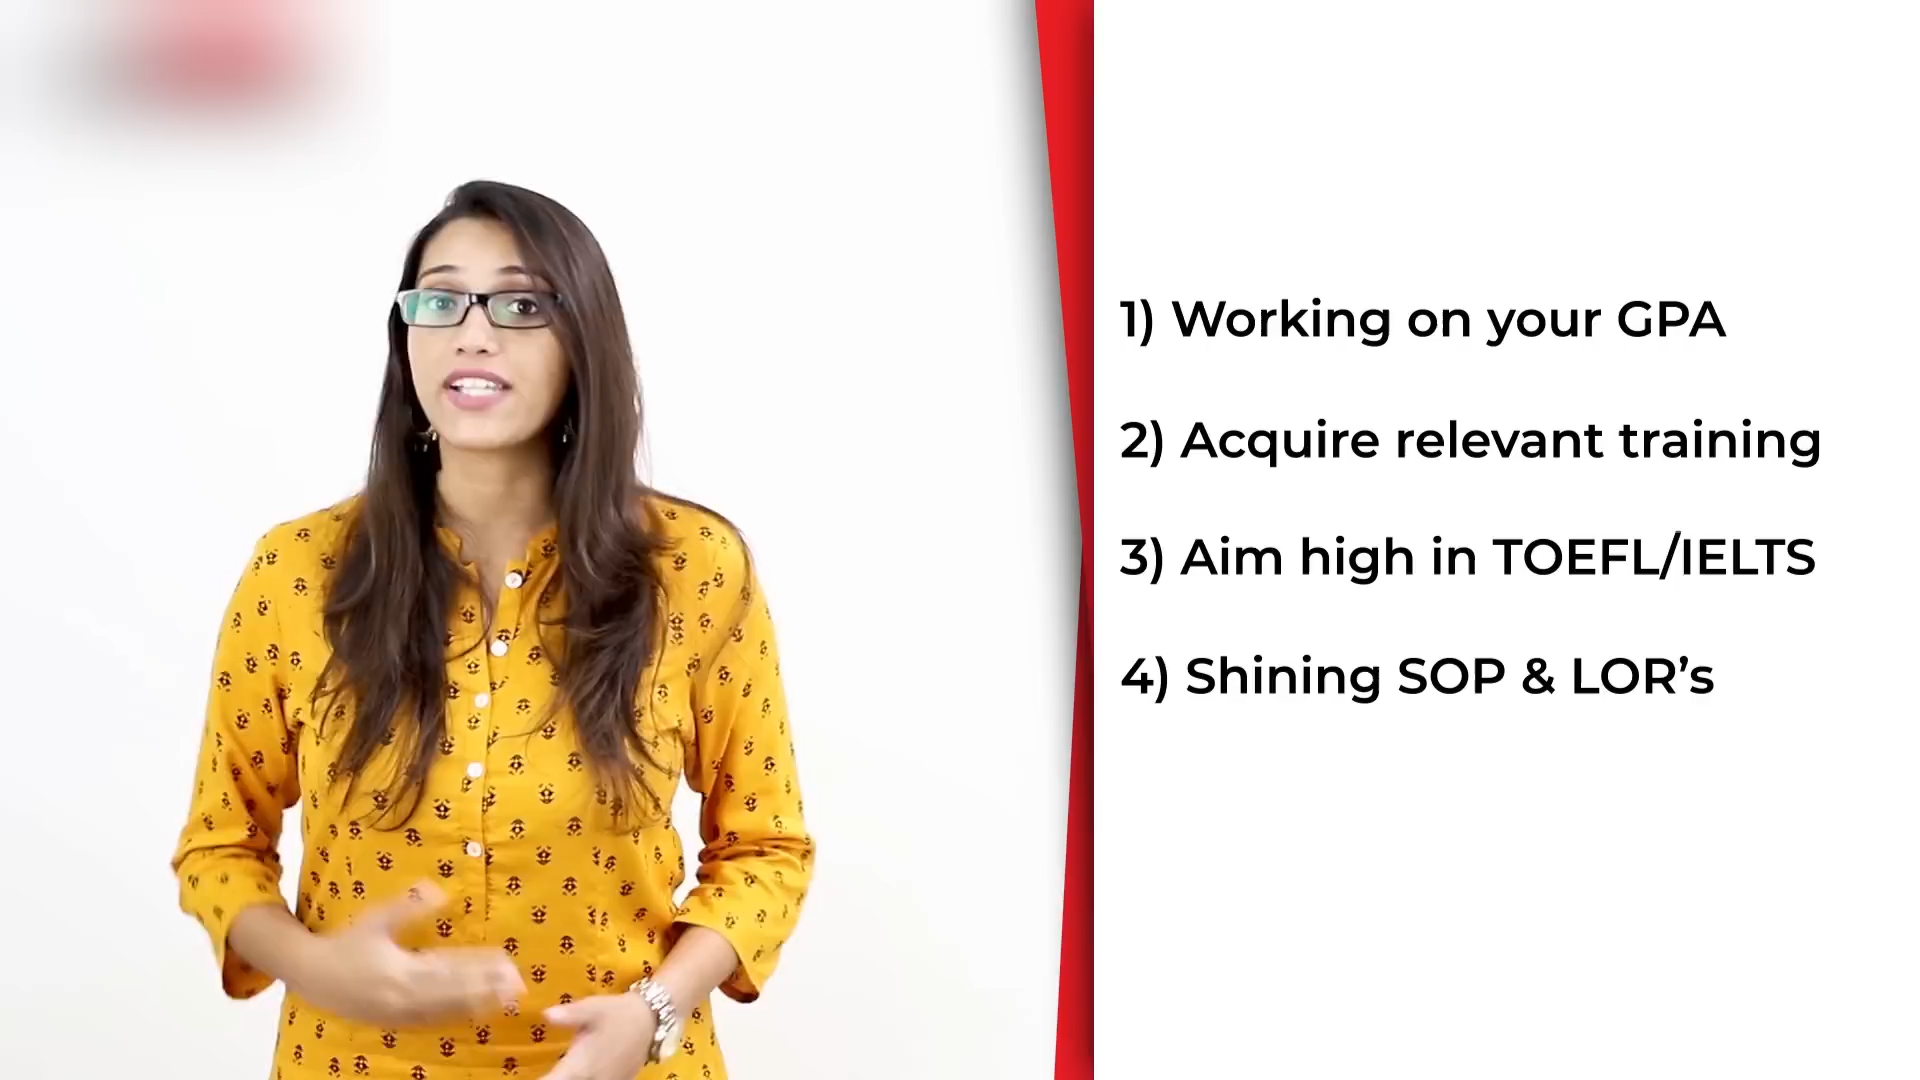 1) Working on your GPA
2) Acquire relevant training
3) Aim high in TOEFL/IELTS
4) Shining SOP & LOR’s